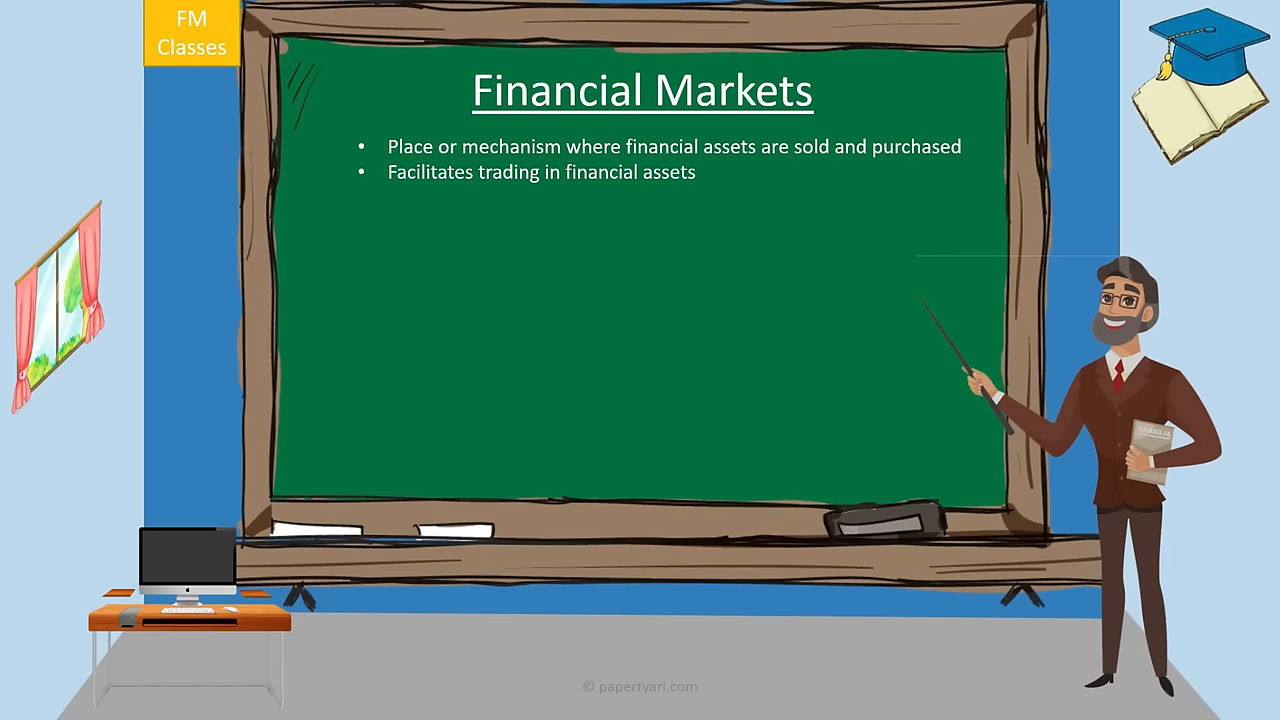 FM
Classes
Financial Markets
• Place or mechanism where financial assets are sold and purchased
• Facilitates trading in financial assets
© papertyari.com